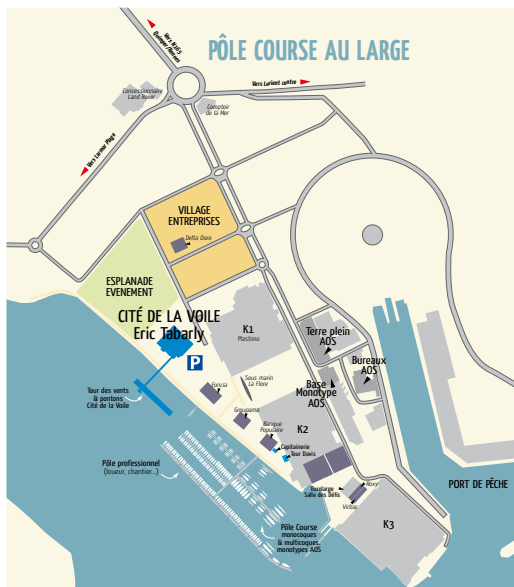 Vers N165
Quimper/Rennes
PÔLE COURSE AU LARGE
Vers Lorient centre
Concessionnaire
Land Rover
Comptoir
de la Mer
Vers Larmor Plage
VILLAGE
ENTREPRISES
Delta Dore
ESPLANADE
EVENEMENT
CITÉ DE LA VOILE
Eric Tabarly
P
K1
Plastimo
Terre plein
AOS
Bureaux
AOS
Sous marin
La Flore
Base
Monotype
AOS
Tour des vents
& pontons
Cité de la Voile
Foncia
Groupama
Banque
Populaire
K2
Capitainerie
Tour Davis
Pôle professionnel
(loueur, chantier...)
Eurolarge
Salle des Défis
Roxy
Virbac
PORT DE PÊCHE
Pôle Course
monocoques
& multicoques,
monotypes AOS
K3